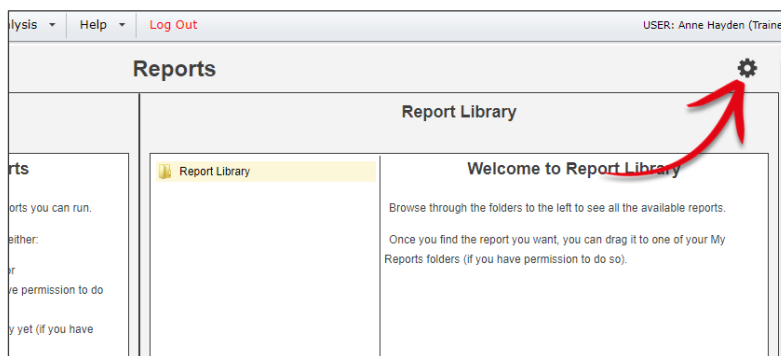 lysis Help Log Out USER: Anne Hayden (Traine
Reports
Report Library
rts
orts you can run.
either:
or
ve permission to do
y yet (if you have
Report Library
Welcome to Report Library
Browse through the folders to the left to see all the available reports.
Once you find the report you want, you can drag it to one of your My
Reports folders (if you have permission to do so).